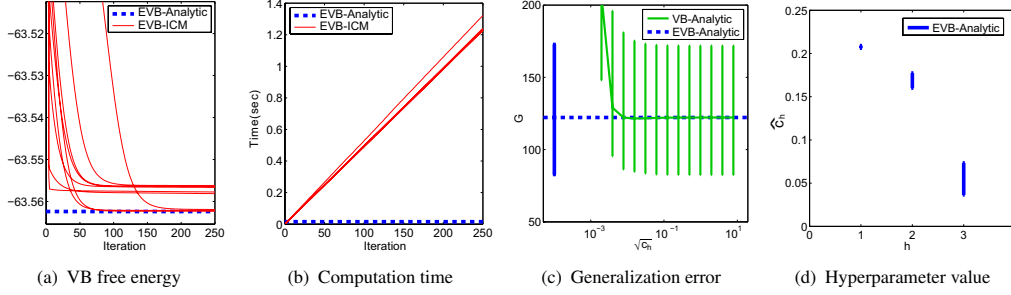 EVB-Analytic
EVB-ICM
−63.52
−63.53
−63.54
−63.55
−63.56
0 50 100 150 200 250
Iteration
(a) VB free energy
EVB-Analytic
EVB-ICM
Time(sec)
1.4
1.2
1
0.8
0.6
0.4
0.2
0
0 50 100 150 200 250
Iteration
(b) Computation time
VB-Analytic
EVB-Analytic
G
200
150
100
50
10⁻³ 10⁻² 10⁻¹ 10⁰ 10¹
√c_h
(c) Generalization error
EVB-Analytic
ĉ_h
0.25
0.2
0.15
0.1
0.05
0
0 1 2 3
h
(d) Hyperparameter value